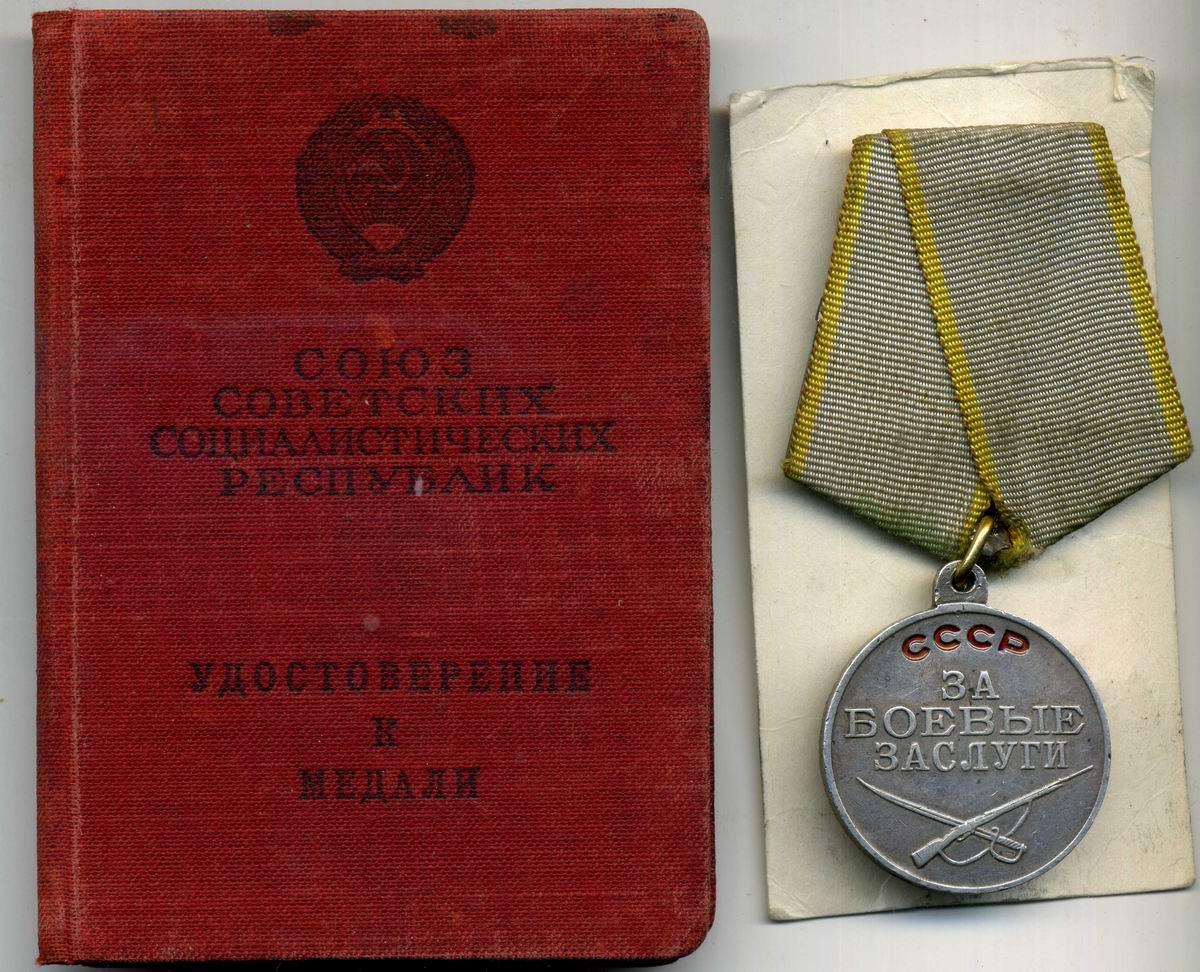 СОЮЗ
СОВЕТСКИХ
СОЦИАЛИСТИЧЕСКИХ
РЕСПУБЛИК
УДОСТОВЕРЕНИЕ
К
МЕДАЛИ
СССР
ЗА
БОЕВЫЕ
ЗАСЛУГИ